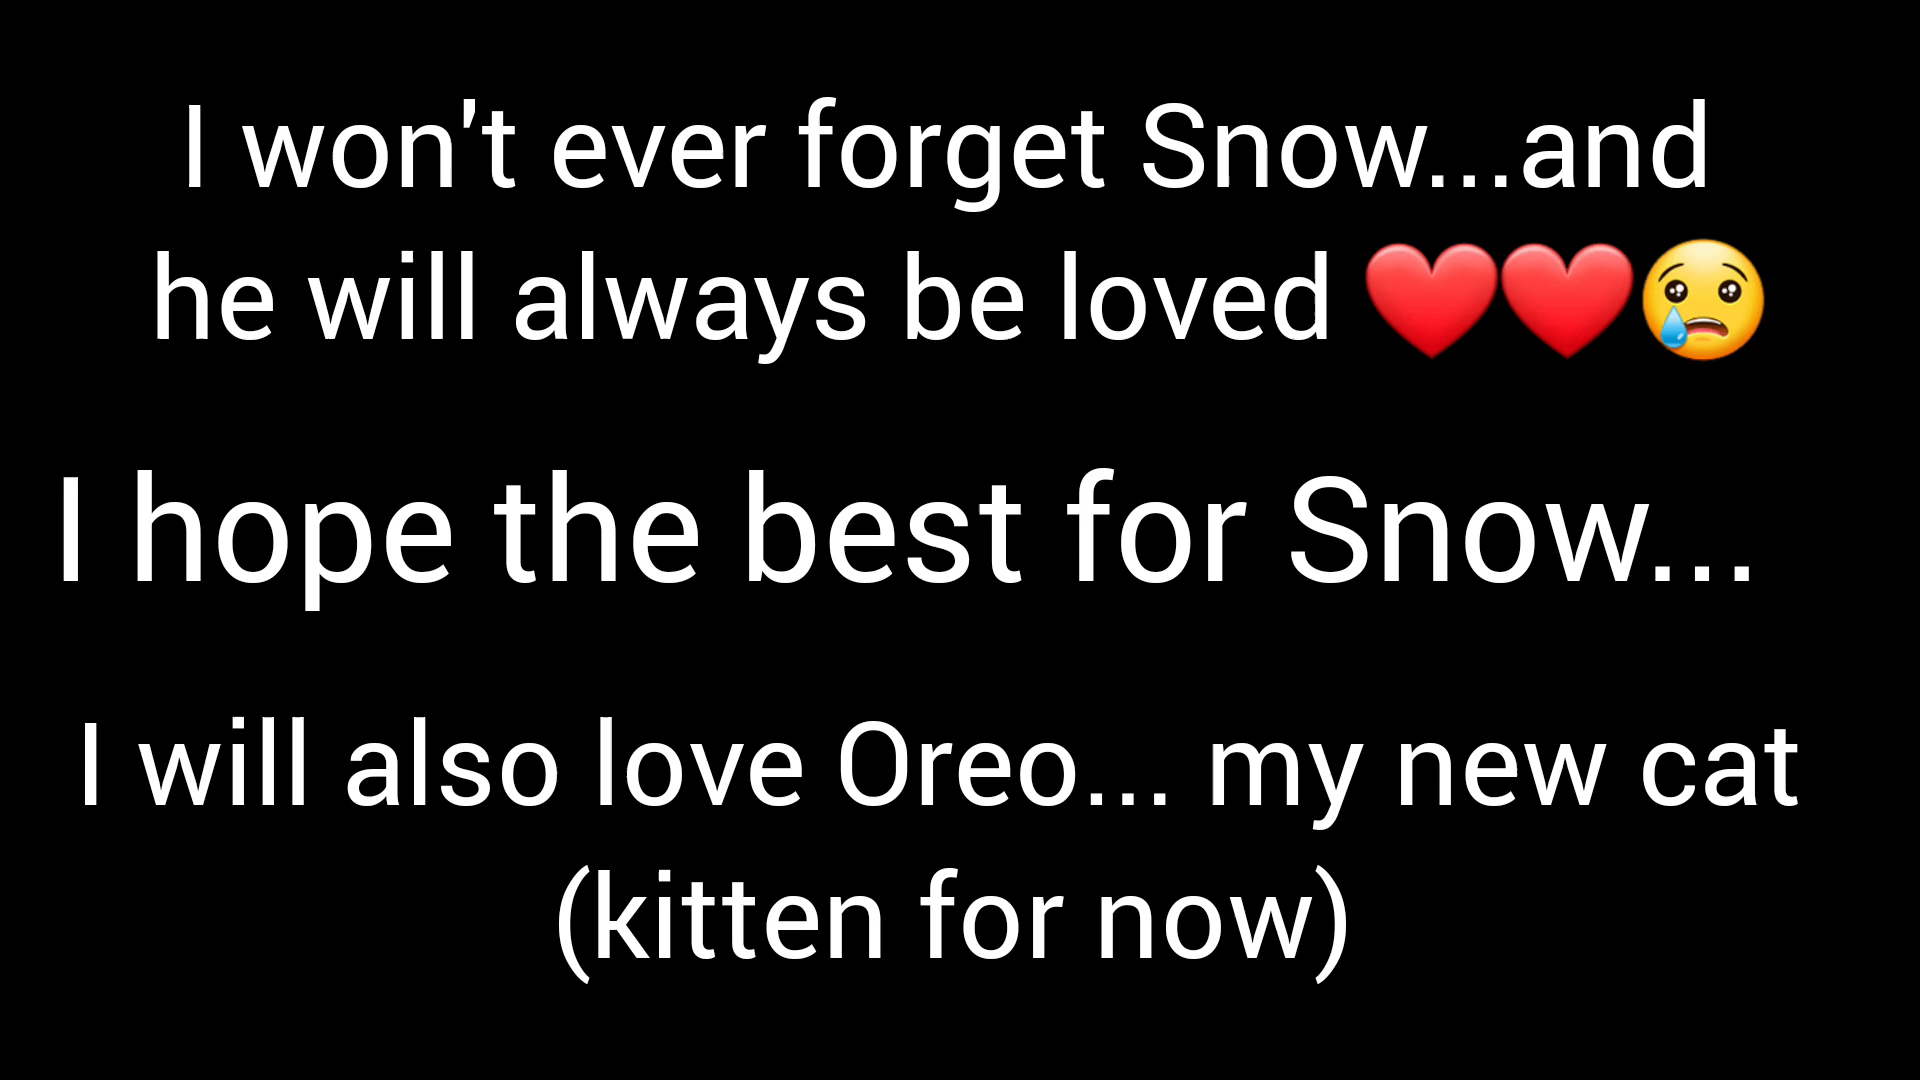 I won't ever forget Snow...and
he will always be loved ❤️❤️😢
I hope the best for Snow...
I will also love Oreo... my new cat
(kitten for now)